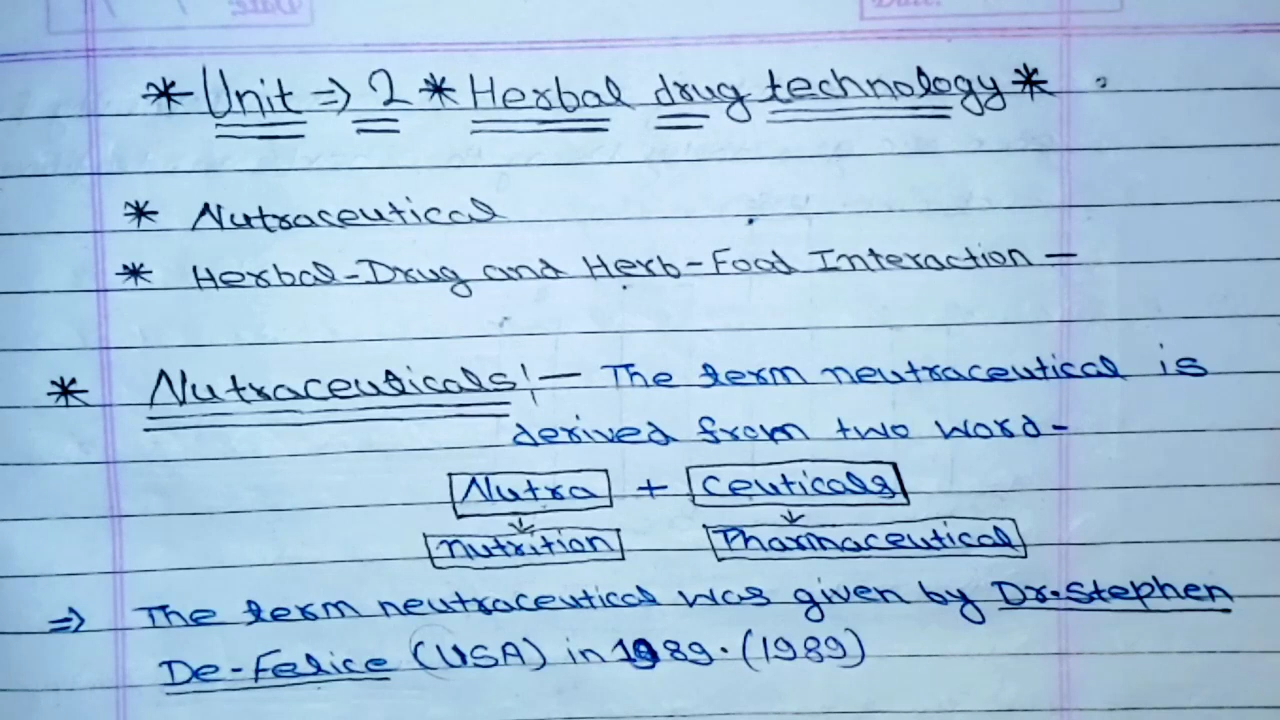 * Unit ⇒ 2 * Herbal drug technology *
* Nutraceutical
* Herbal-Drug and Herb-Food Interaction —
* Nutraceuticals:— The term neutraceutical is
derived from two word-
Nutra + ceuticals
↓ ↓
nutrition Pharmaceutical
⇒ The term neutraceutical was given by Dr. Stephen
De-Felice (USA) in 1989. (1989)